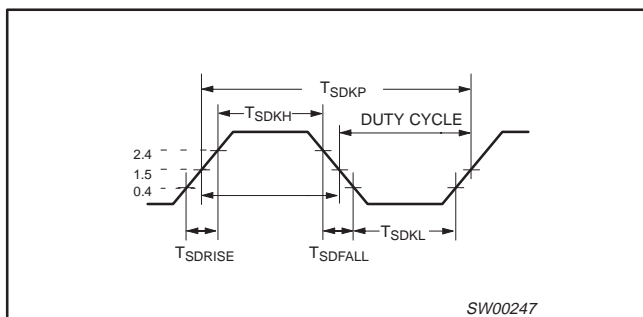 TSDKP
TSDKH
DUTY CYCLE
2.4
1.5
0.4
TSDKL
TSDRISE
TSDFALL
SW00247